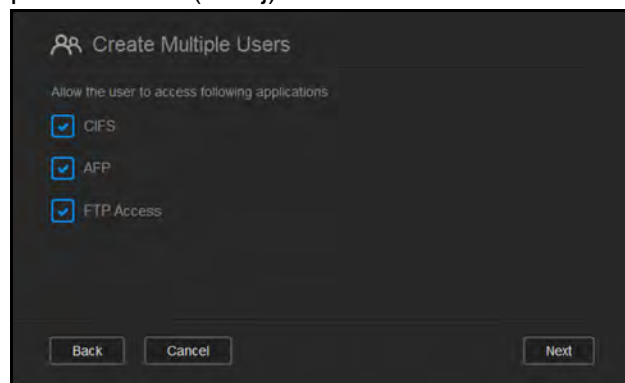 Create Multiple Users
Allow the user to access following applications
CIFS
AFP
FTP Access
Back Cancel Next